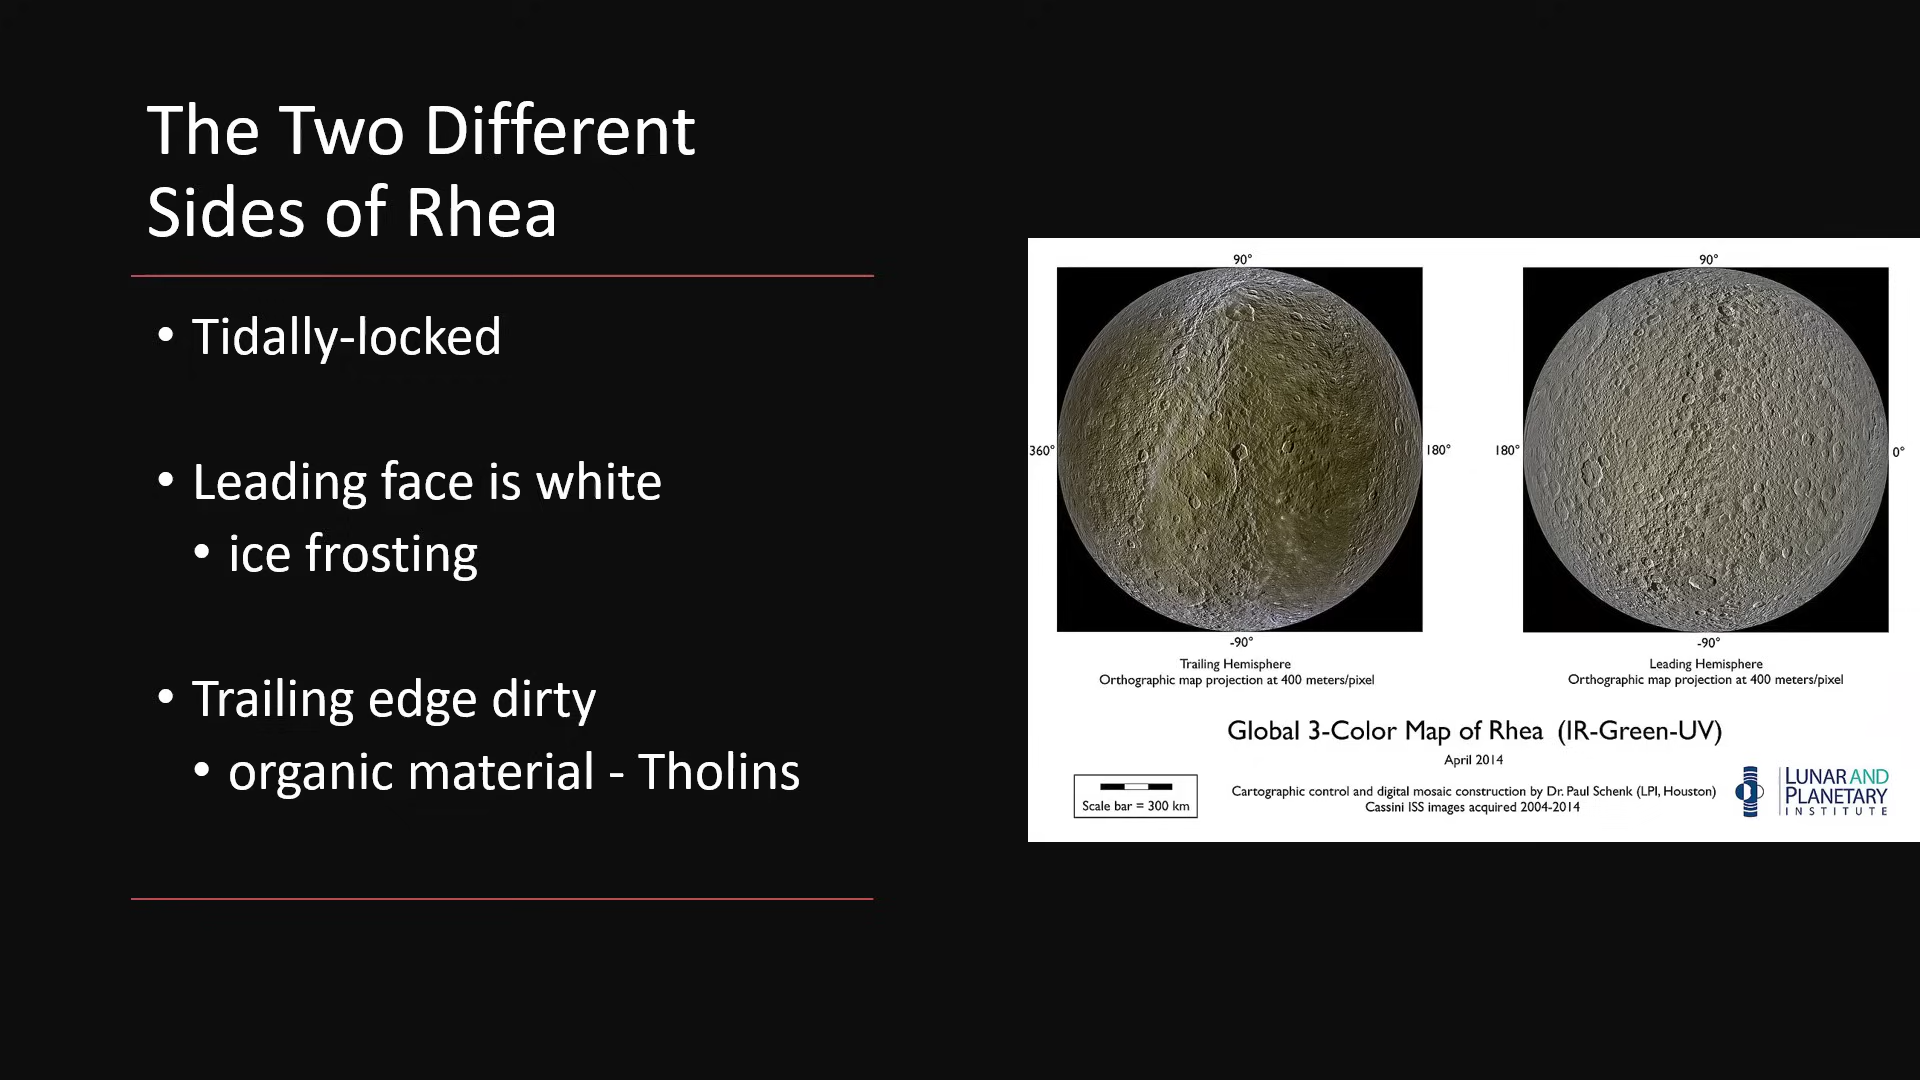 The Two Different
Sides of Rhea
• Tidally-locked
• Leading face is white
• ice frosting
• Trailing edge dirty
• organic material - Tholins
90°
360°
180°
-90°
Trailing Hemisphere
Orthographic map projection at 400 meters/pixel
90°
180°
0°
-90°
Leading Hemisphere
Orthographic map projection at 400 meters/pixel
Global 3-Color Map of Rhea (IR-Green-UV)
April 2014
Scale bar = 300 km
Cartographic control and digital mosaic construction by Dr. Paul Schenk (LPI, Houston)
Cassini ISS images acquired 2004-2014
LUNAR AND
PLANETARY
INSTITUTE